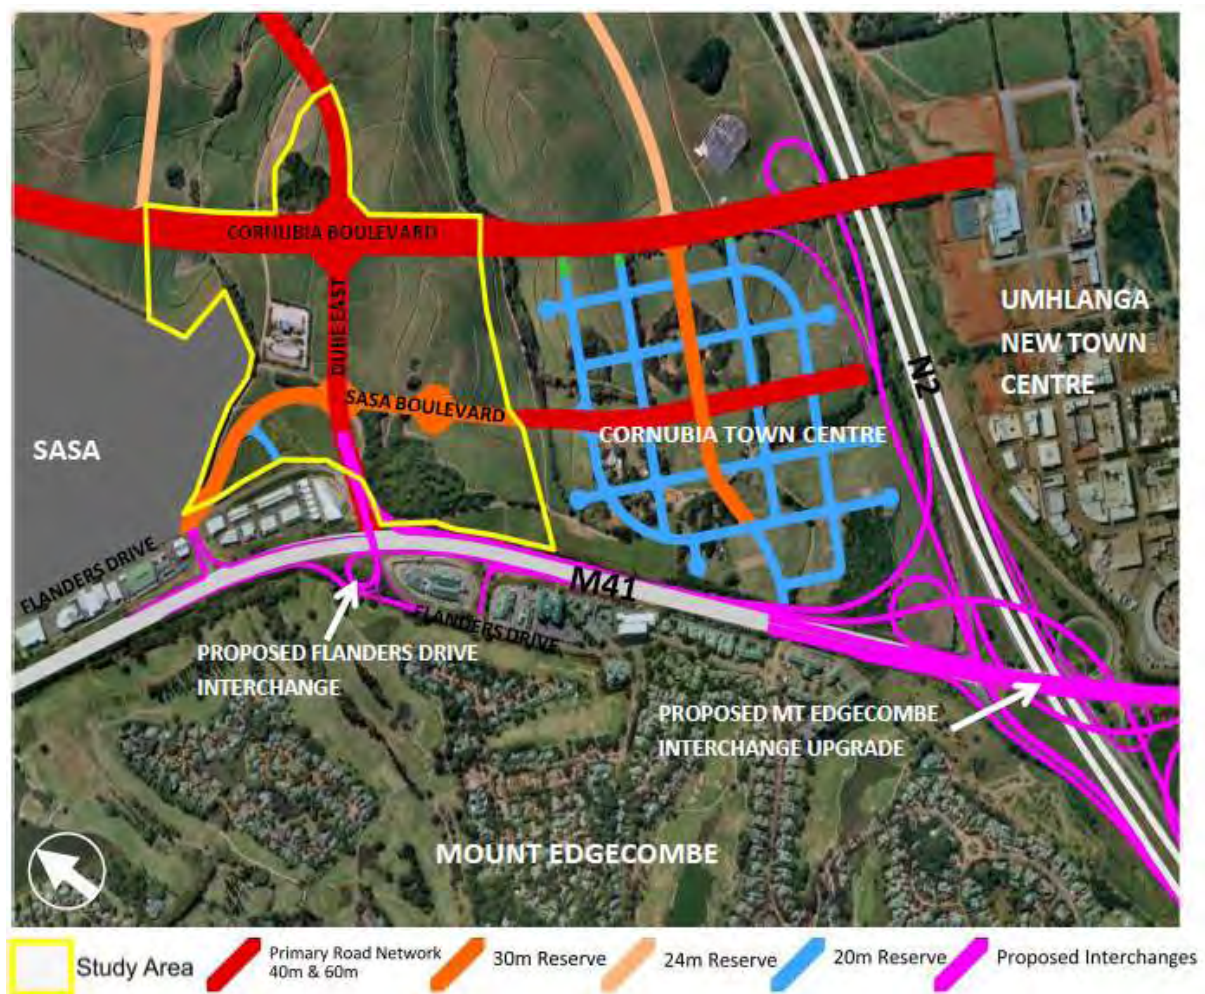 CORNUBIA BOULEVARD
DUBE EAST
N2
UMHLANGA
NEW TOWN
CENTRE
SASA BOULEVARD
CORNUBIA TOWN CENTRE
SASA
FLANDERS DRIVE
M41
FLANDERS DRIVE
PROPOSED FLANDERS DRIVE
INTERCHANGE
PROPOSED MT EDGECOMBE
INTERCHANGE UPGRADE
MOUNT EDGECOMBE
Study Area
Primary Road Network
40m & 60m
30m Reserve
24m Reserve
20m Reserve
Proposed Interchanges